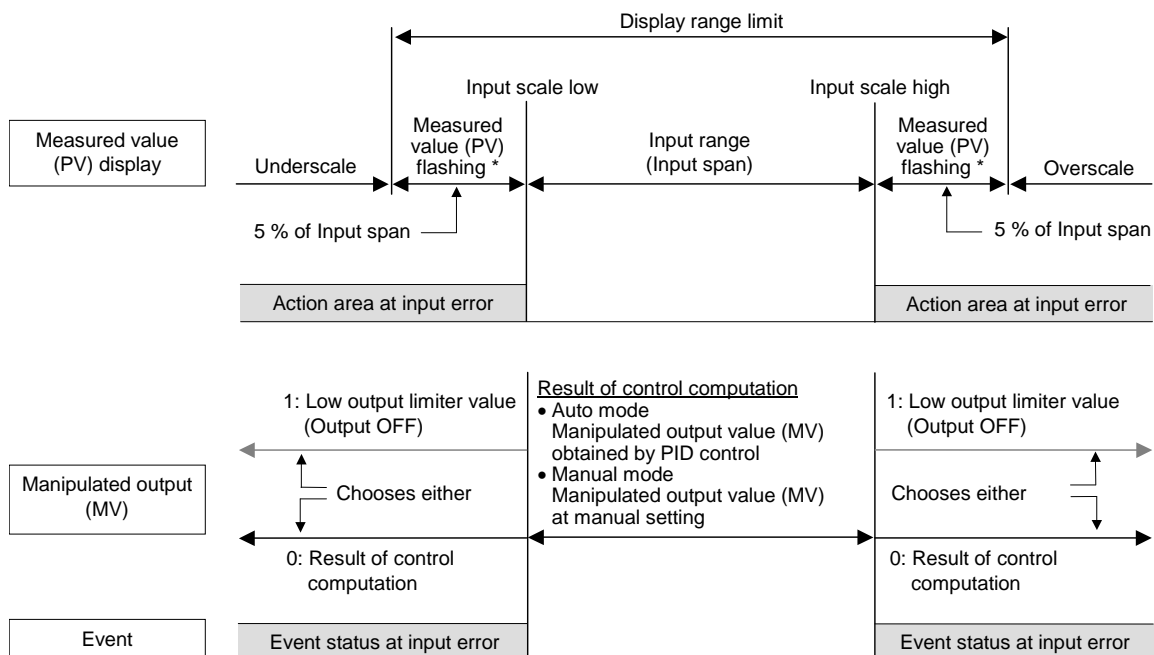 Display range limit
Input scale low
Input scale high
Measured value
(PV) display
Underscale
Measured
value (PV)
flashing *
Input range
(Input span)
Measured
value (PV)
flashing *
Overscale
5 % of Input span
5 % of Input span
Action area at input error
Action area at input error
Manipulated output
(MV)
1: Low output limiter value
(Output OFF)
Chooses either
0: Result of control
computation
Result of control computation
• Auto mode
Manipulated output value (MV)
obtained by PID control
• Manual mode
Manipulated output value (MV)
at manual setting
1: Low output limiter value
(Output OFF)
Chooses either
0: Result of control
computation
Event
Event status at input error
Event status at input error